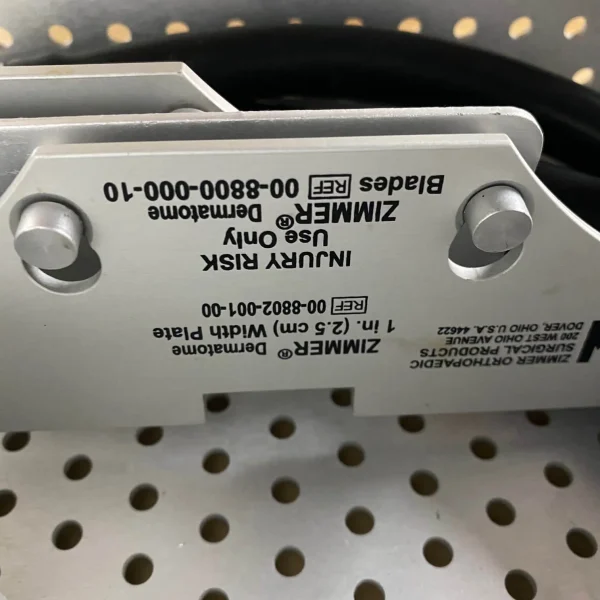 ZIMMER ORTHOPAEDIC
SURGICAL PRODUCTS
200 WEST OHIO AVENUE
DOVER, OHIO U.S.A. 44622
ZIMMER® Dermatome
1 in. (2.5 cm) Width Plate
REF 00-8802-001-00
INJURY RISK
Use Only
ZIMMER® Dermatome
Blades REF 00-8800-000-10